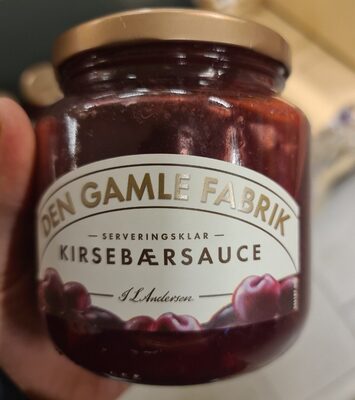 DEN GAMLE FABRIK
SERVERINGSKLAR
KIRSEBÆRSAUCE
J L Andersen